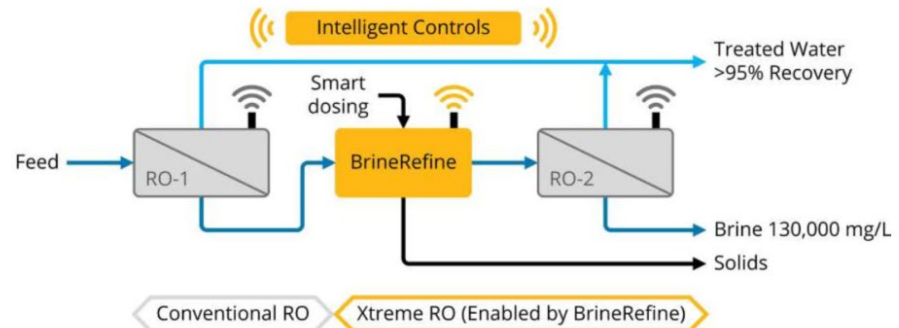 Intelligent Controls
Treated Water
>95% Recovery
Smart
dosing
Feed
RO-1
BrineRefine
RO-2
Brine 130,000 mg/L
Solids
Conventional RO
Xtreme RO (Enabled by BrineRefine)